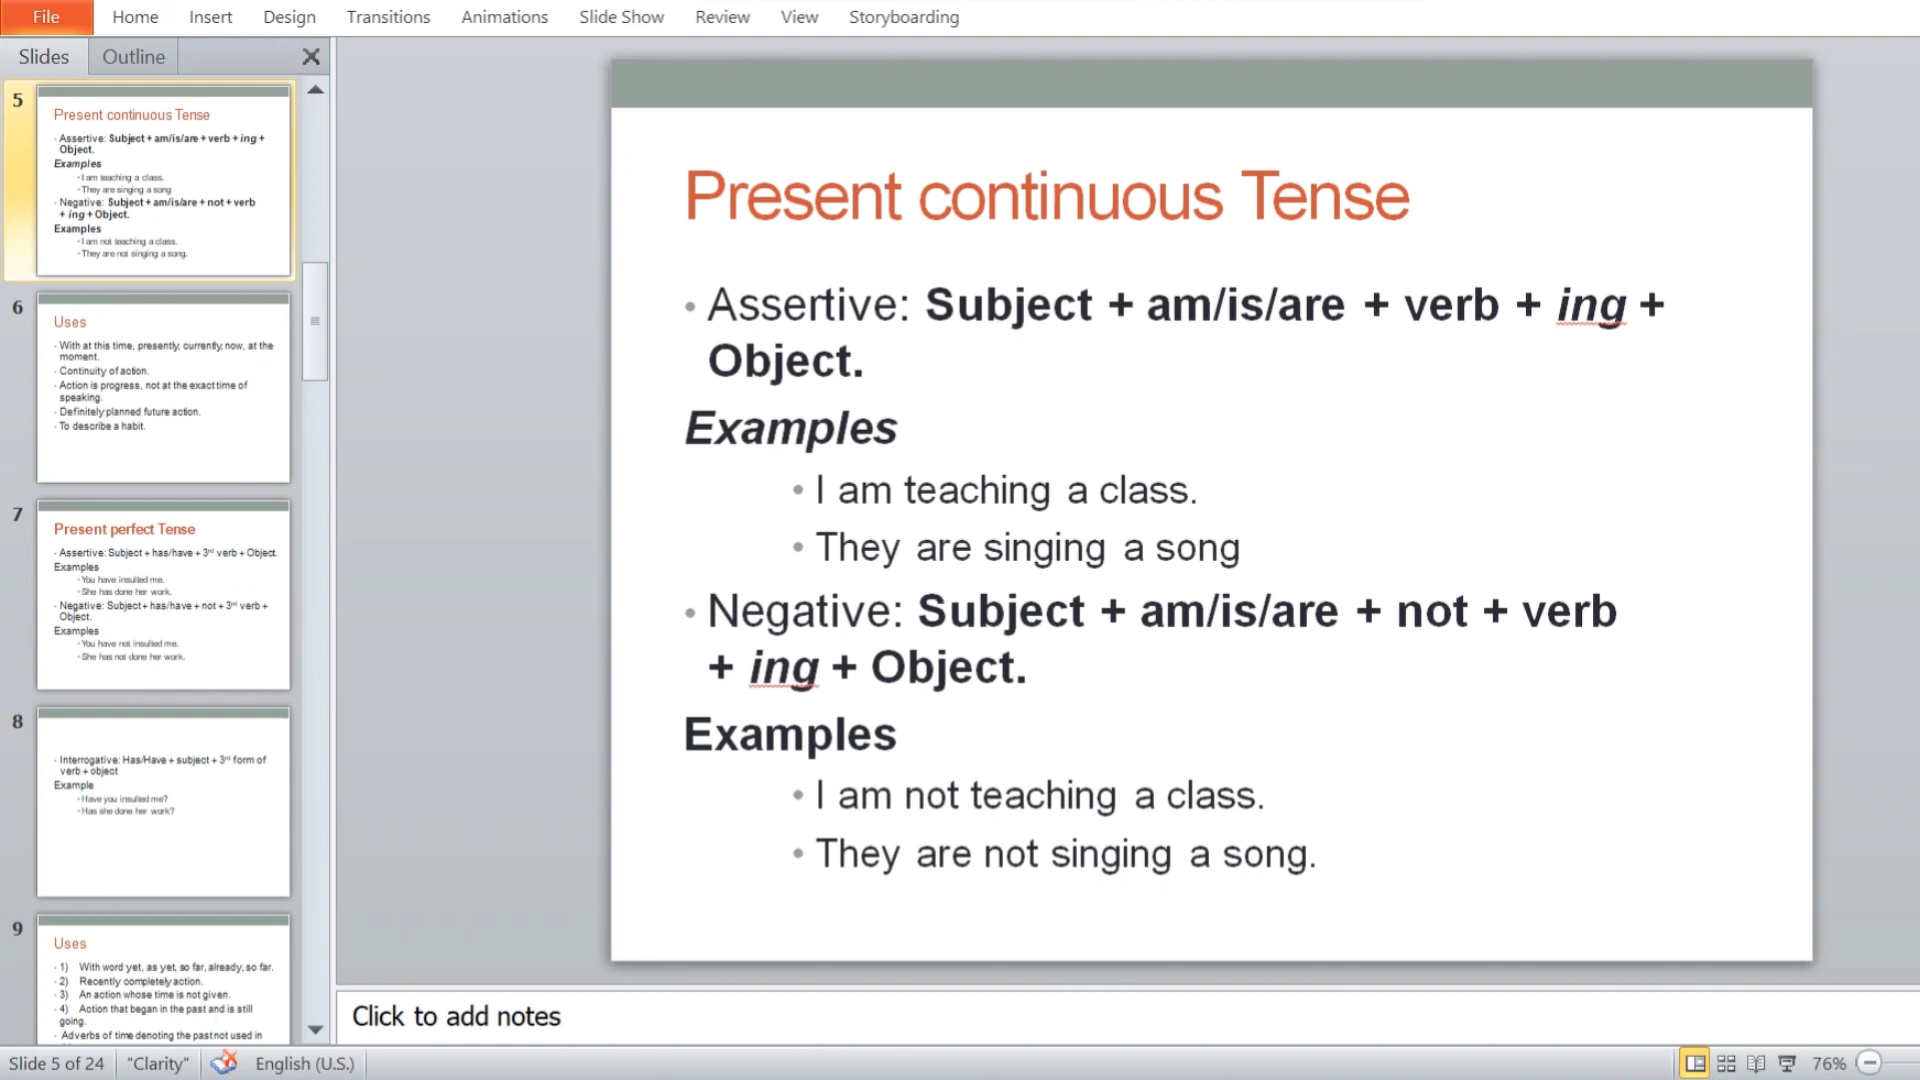 File Home Insert Design Transitions Animations Slide Show Review View Storyboarding
Slides Outline
5
Present continuous Tense
· Assertive: Subject + am/is/are + verb + ing +
Object.
Examples
• I am teaching a class.
• They are singing a song
· Negative: Subject + am/is/are + not + verb
+ ing + Object.
Examples
• I am not teaching a class.
• They are not singing a song.
6
Uses
· With at this time, presently, currently, now, at the
moment.
· Continuity of action.
· Action is progress, not at the exact time of
speaking.
· Definitely planned future action.
· To describe a habit.
7
Present perfect Tense
· Assertive: Subject + has/have + 3rd verb + Object.
Examples
• You have insulted me.
• She has done her work.
· Negative: Subject + has/have + not + 3rd verb +
Object.
Examples
• You have not insulted me.
• She has not done her work.
8
· Interrogative: Has/Have + subject + 3rd form of
verb + object
Example
• Have you insulted me?
• Has she done her work?
9
Uses
· 1) With word yet, as yet, so far, already, so far.
· 2) Recently completely action.
· 3) An action whose time is not given.
· 4) Action that began in the past and is still
going.
· Adverbs of time denoting the past not used in
Present continuous Tense
• Assertive: Subject + am/is/are + verb + ing +
Object.
Examples
• I am teaching a class.
• They are singing a song
• Negative: Subject + am/is/are + not + verb
+ ing + Object.
Examples
• I am not teaching a class.
• They are not singing a song.
Click to add notes
Slide 5 of 24 "Clarity" English (U.S.) 76%